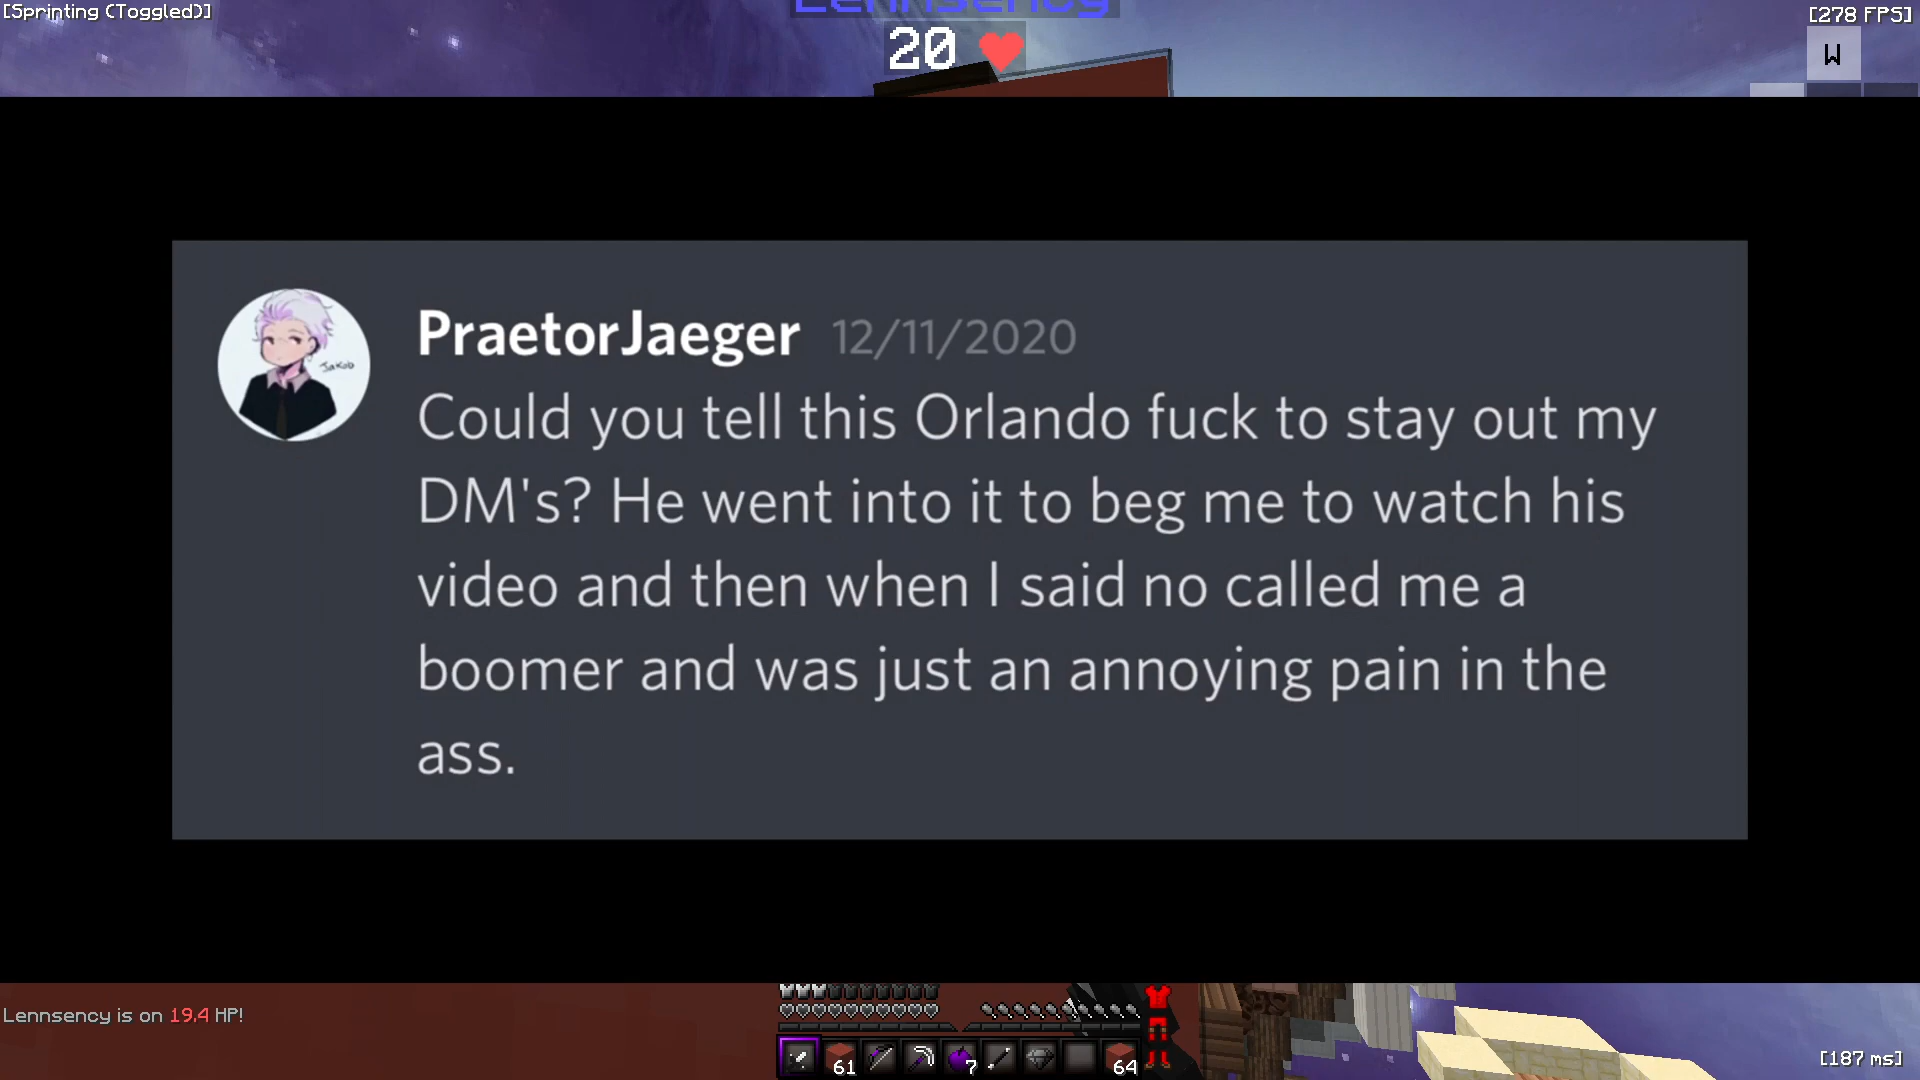 [Sprinting (Toggled)]
Lennsency
[278 FPS]
20
W
PraetorJaeger 12/11/2020
Jakob
Could you tell this Orlando fuck to stay out my
DM's? He went into it to beg me to watch his
video and then when I said no called me a
boomer and was just an annoying pain in the
ass.
Lennsency is on 19.4 HP!
61
7
64
[187 ms]